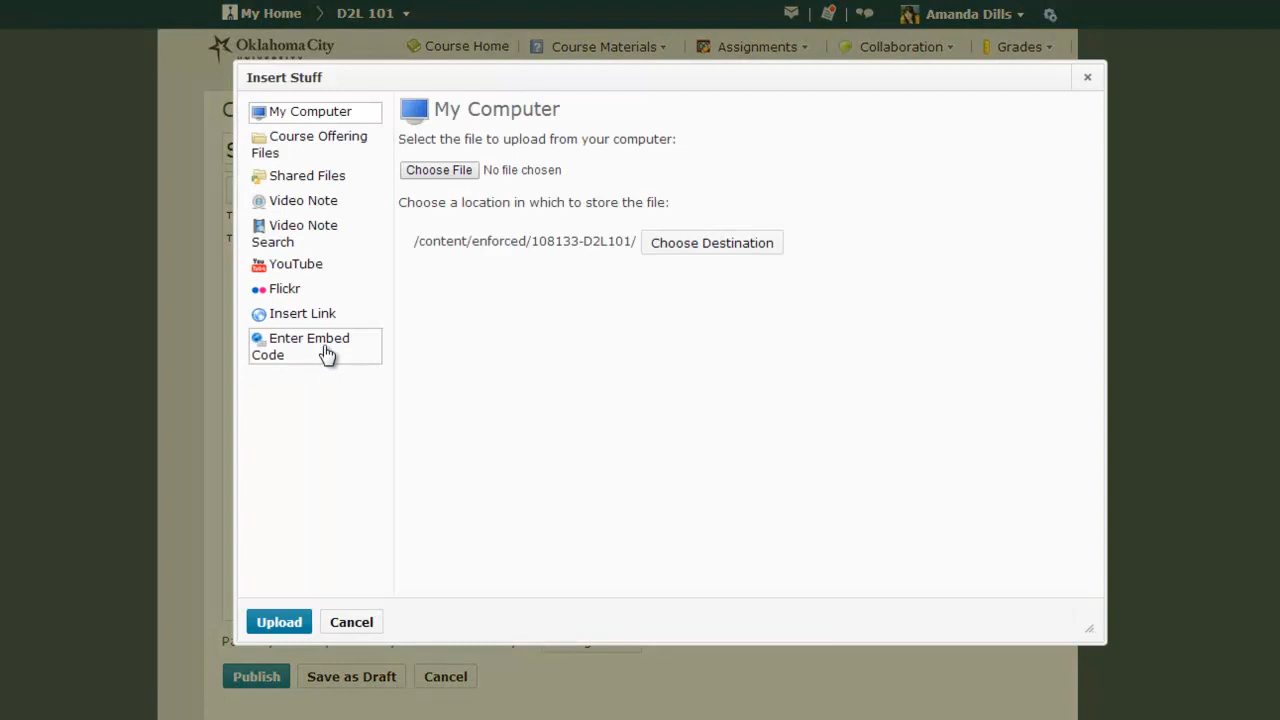 My Home
D2L 101
Amanda Dills
Oklahoma City
Course Home
Course Materials
Assignments
Collaboration
Grades
Insert Stuff
×
My Computer
Course Offering
Files
Shared Files
Video Note
Video Note
Search
YouTube
Flickr
Insert Link
Enter Embed
Code
My Computer
Select the file to upload from your computer:
Choose File No file chosen
Choose a location in which to store the file:
/content/enforced/108133-D2L101/ Choose Destination
Upload
Cancel
Publish
Save as Draft
Cancel